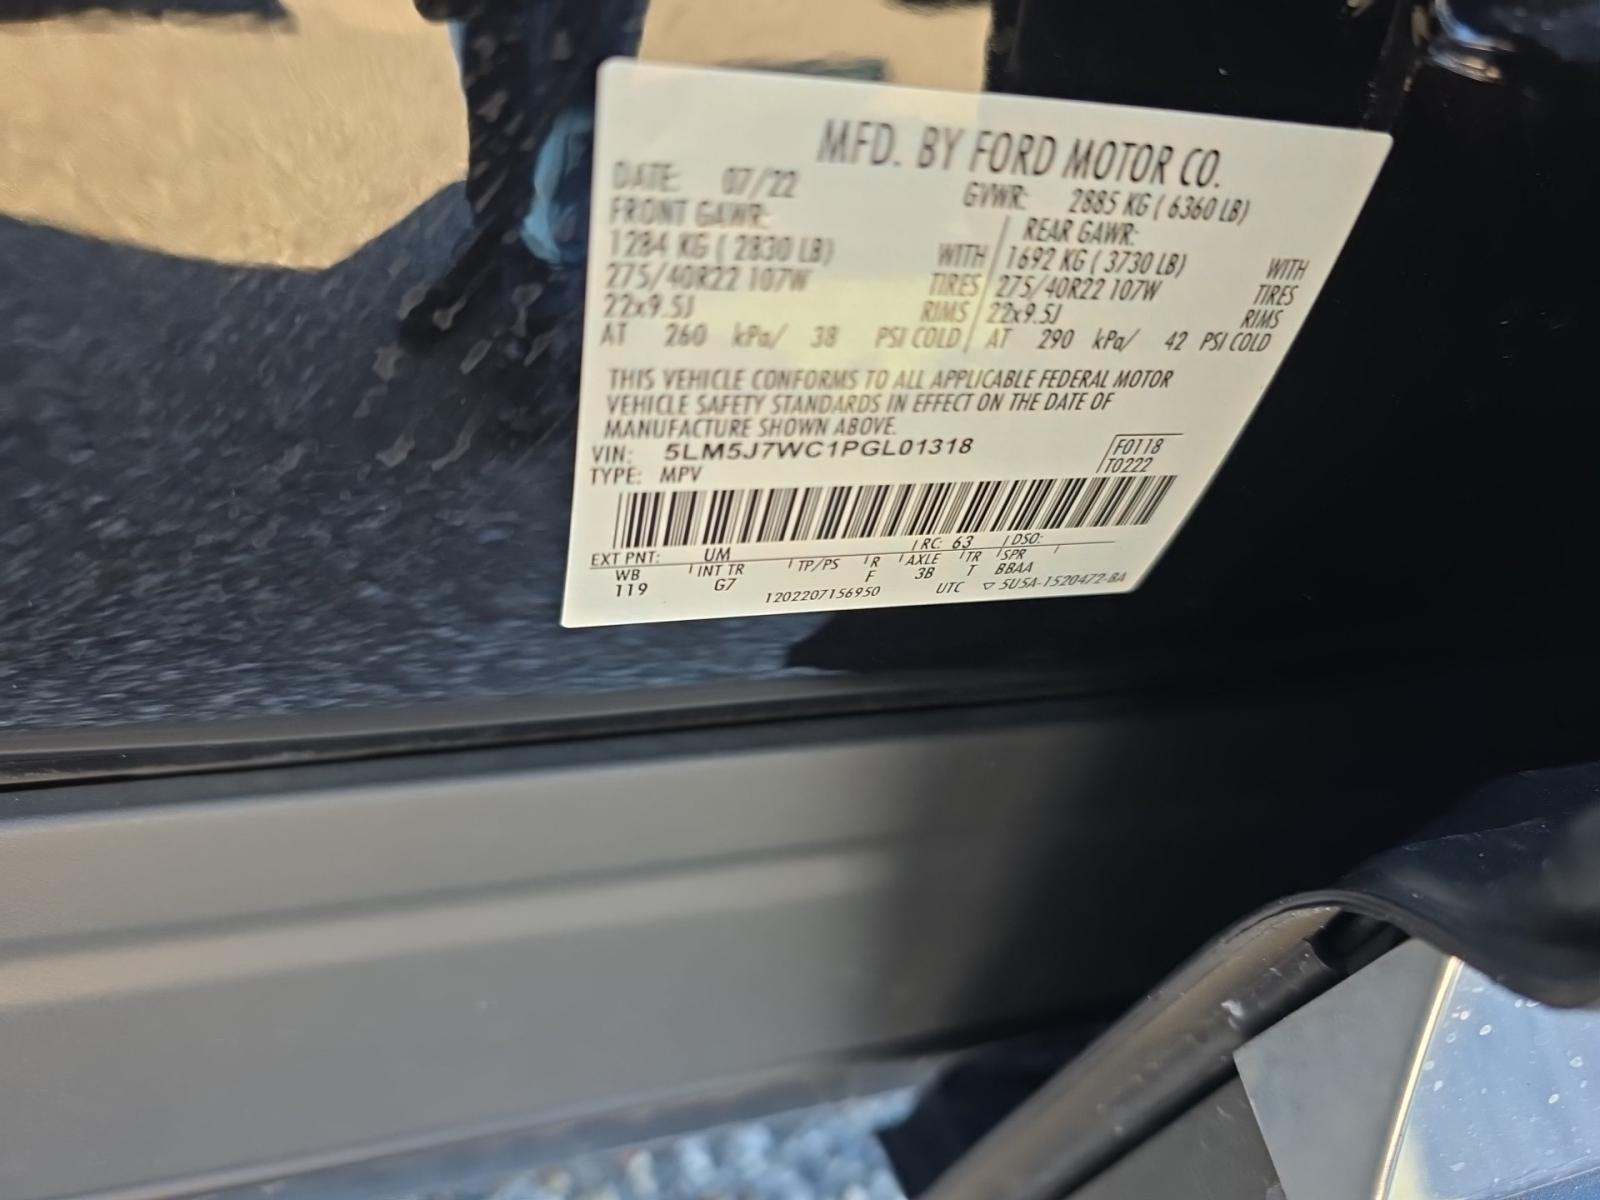 MFD. BY FORD MOTOR CO.
DATE: 07/22 GVWR: 2885 KG ( 6360 LB)
FRONT GAWR: REAR GAWR:
1284 KG ( 2830 LB) WITH / 1692 KG ( 3730 LB) WITH
275/40R22 107W TIRES 275/40R22 107W TIRES
22x9.5J RIMS 22x9.5J RIMS
AT 260 kPa/ 38 PSI COLD / AT 290 kPa/ 42 PSI COLD
THIS VEHICLE CONFORMS TO ALL APPLICABLE FEDERAL MOTOR
VEHICLE SAFETY STANDARDS IN EFFECT ON THE DATE OF
MANUFACTURE SHOWN ABOVE.
VIN: 5LM5J7WC1PGL01318 F0118
TYPE: MPV T0222
EXT PNT: UM RC: 63 DSO:
WB INT TR TP/PS R AXLE TR SPR
119 G7 F 3B T BBAA
1202207156950 UTC ▽ 5U5A-1520472-BA